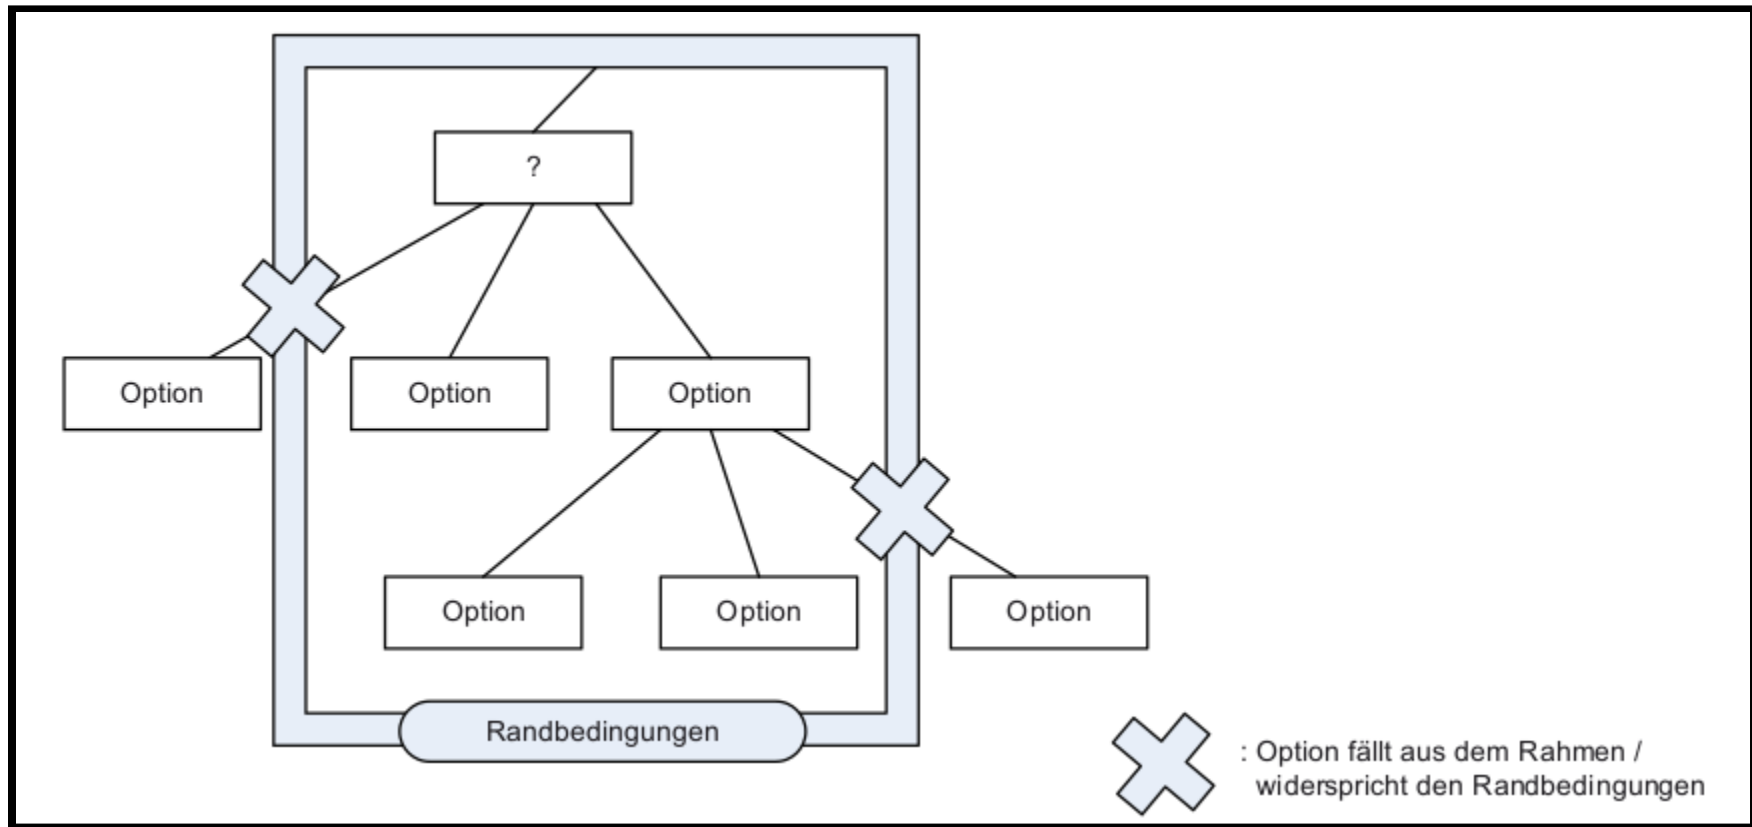 ?
Option
Option
Option
Option
Option
Option
Randbedingungen
: Option fällt aus dem Rahmen /
widerspricht den Randbedingungen